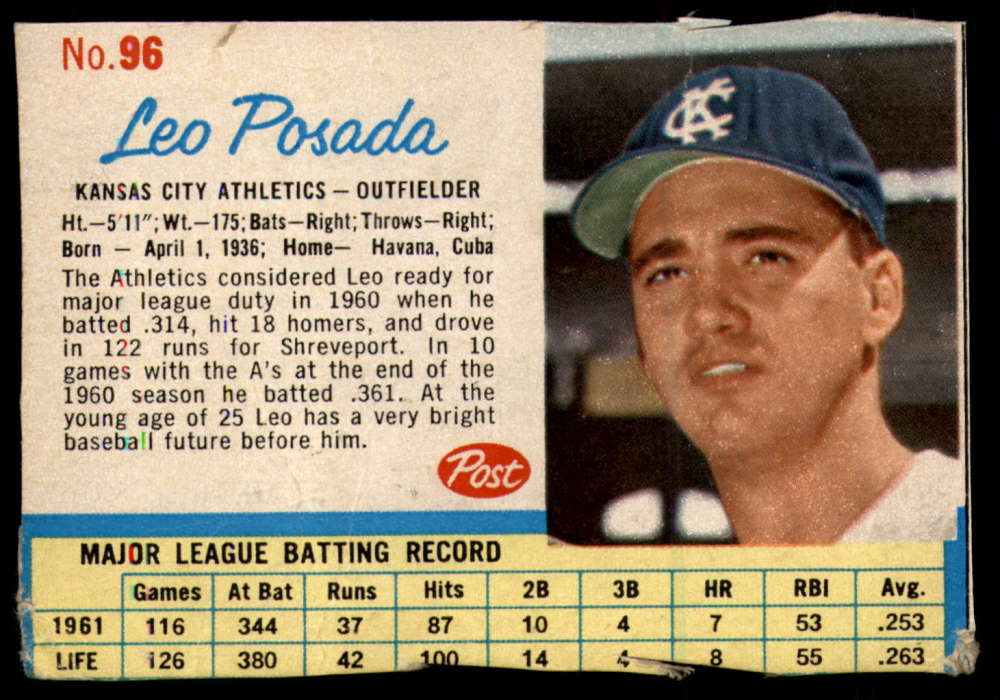 No.96
Leo Posada
KANSAS CITY ATHLETICS — OUTFIELDER
Ht.—5'11"; Wt.—175; Bats—Right; Throws—Right;
Born — April 1, 1936; Home— Havana, Cuba
The Athletics considered Leo ready for
major league duty in 1960 when he
batted .314, hit 18 homers, and drove
in 122 runs for Shreveport. In 10
games with the A's at the end of the
1960 season he batted .361. At the
young age of 25 Leo has a very bright
baseball future before him.
Post
KC
MAJOR LEAGUE BATTING RECORD
Games At Bat Runs Hits 2B 3B HR RBI Avg.
1961 116 344 37 87 10 4 7 53 .253
LIFE 126 380 42 100 14 4 8 55 .263